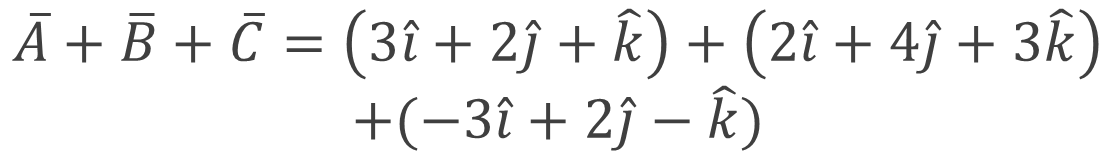 Ā + B̄ + C̄ = (3î + 2ĵ + k̂) + (2î + 4ĵ + 3k̂)
+(−3î + 2ĵ − k̂)